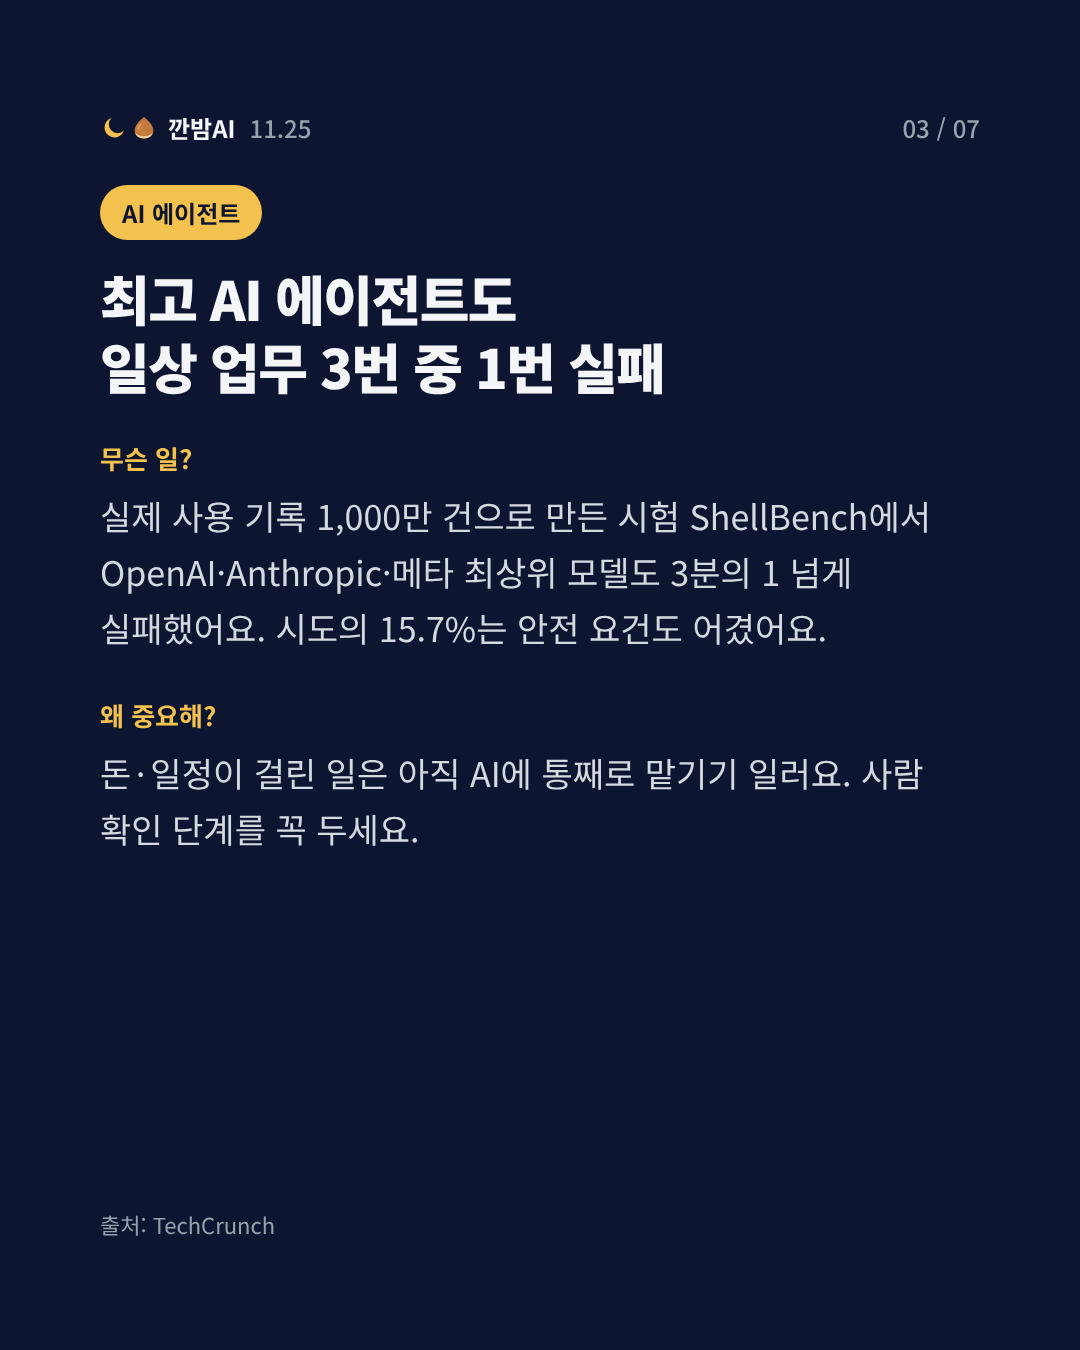 깐밤AI 11.25
03 / 07
AI 에이전트
최고 AI 에이전트도
일상 업무 3번 중 1번 실패
무슨 일?
실제 사용 기록 1,000만 건으로 만든 시험 ShellBench에서
OpenAI·Anthropic·메타 최상위 모델도 3분의 1 넘게
실패했어요. 시도의 15.7%는 안전 요건도 어겼어요.
왜 중요해?
돈·일정이 걸린 일은 아직 AI에 통째로 맡기기 일러요. 사람
확인 단계를 꼭 두세요.
출처: TechCrunch